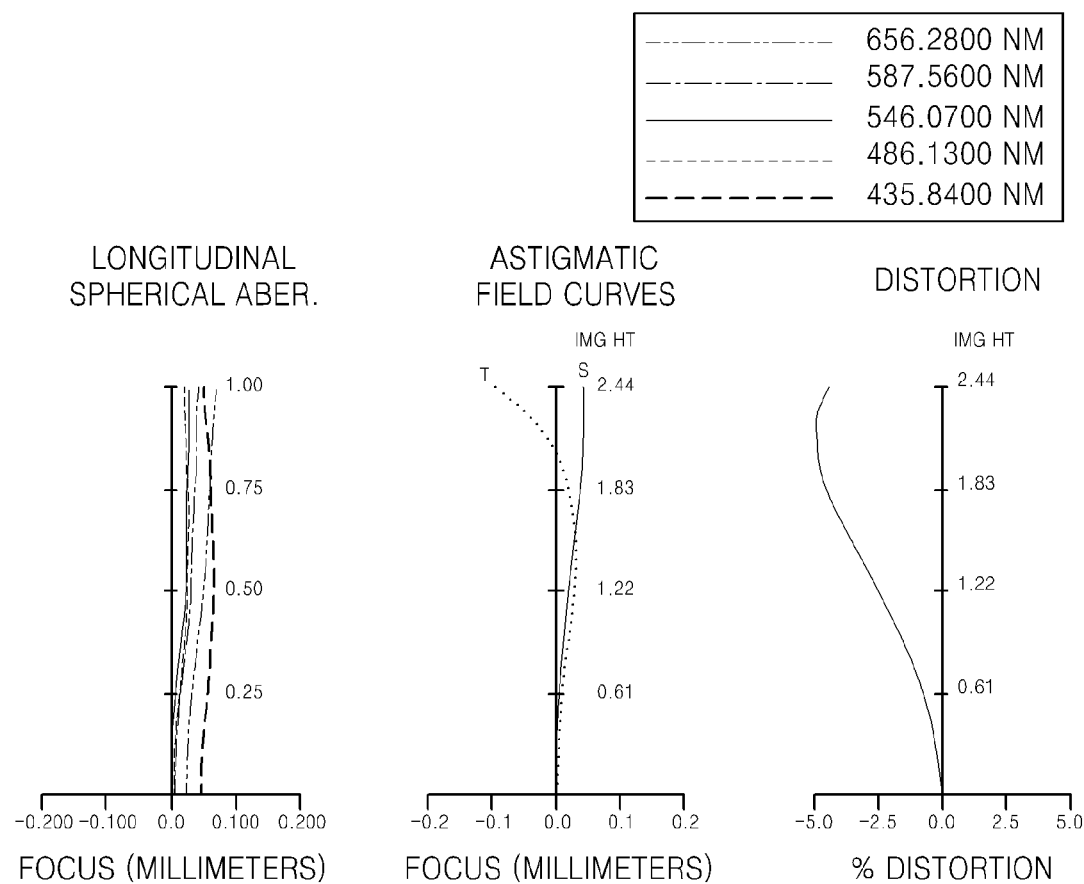 656.2800 NM
587.5600 NM
546.0700 NM
486.1300 NM
435.8400 NM
LONGITUDINAL
SPHERICAL ABER.
1.00
0.75
0.50
0.25
-0.200 -0.100 0.0 0.100 0.200
FOCUS (MILLIMETERS)
ASTIGMATIC
FIELD CURVES
IMG HT
T S
2.44
1.83
1.22
0.61
-0.2 -0.1 0.0 0.1 0.2
FOCUS (MILLIMETERS)
DISTORTION
IMG HT
2.44
1.83
1.22
0.61
-5.0 -2.5 0.0 2.5 5.0
% DISTORTION